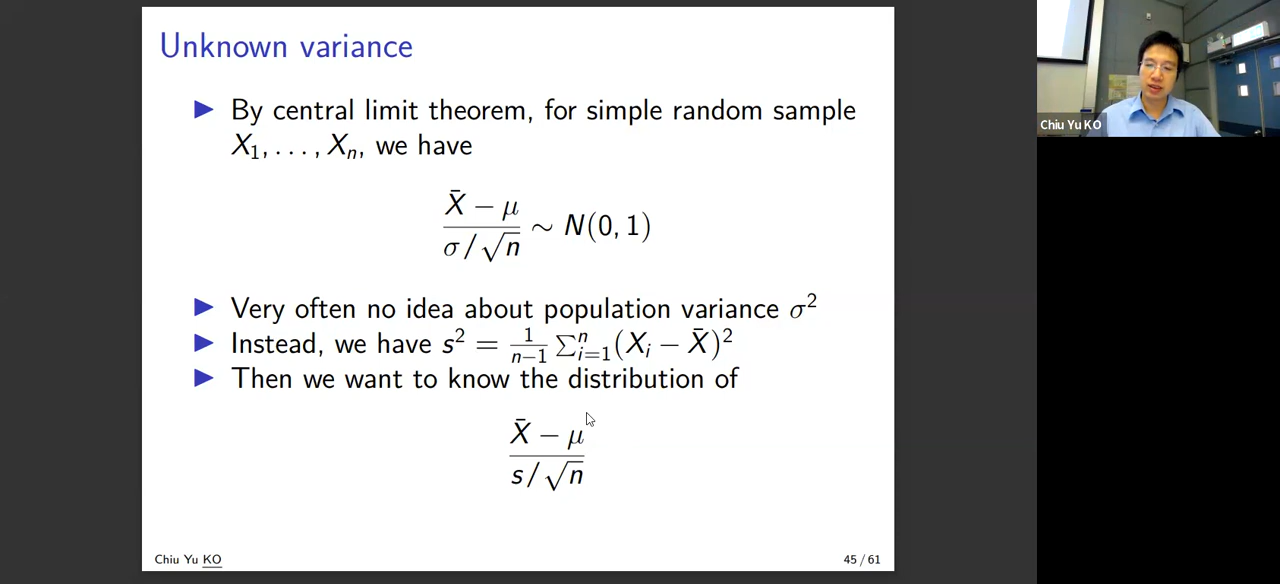 Unknown variance
▶ By central limit theorem, for simple random sample
X₁, . . . , Xₙ, we have
(X̄ − μ) / (σ/√n) ∼ N(0, 1)
▶ Very often no idea about population variance σ²
▶ Instead, we have s² = 1/(n−1) Σⁿᵢ₌₁(Xᵢ − X̄)²
▶ Then we want to know the distribution of
(X̄ − μ) / (s/√n)
Chiu Yu KO
45 / 61
Chiu Yu KO